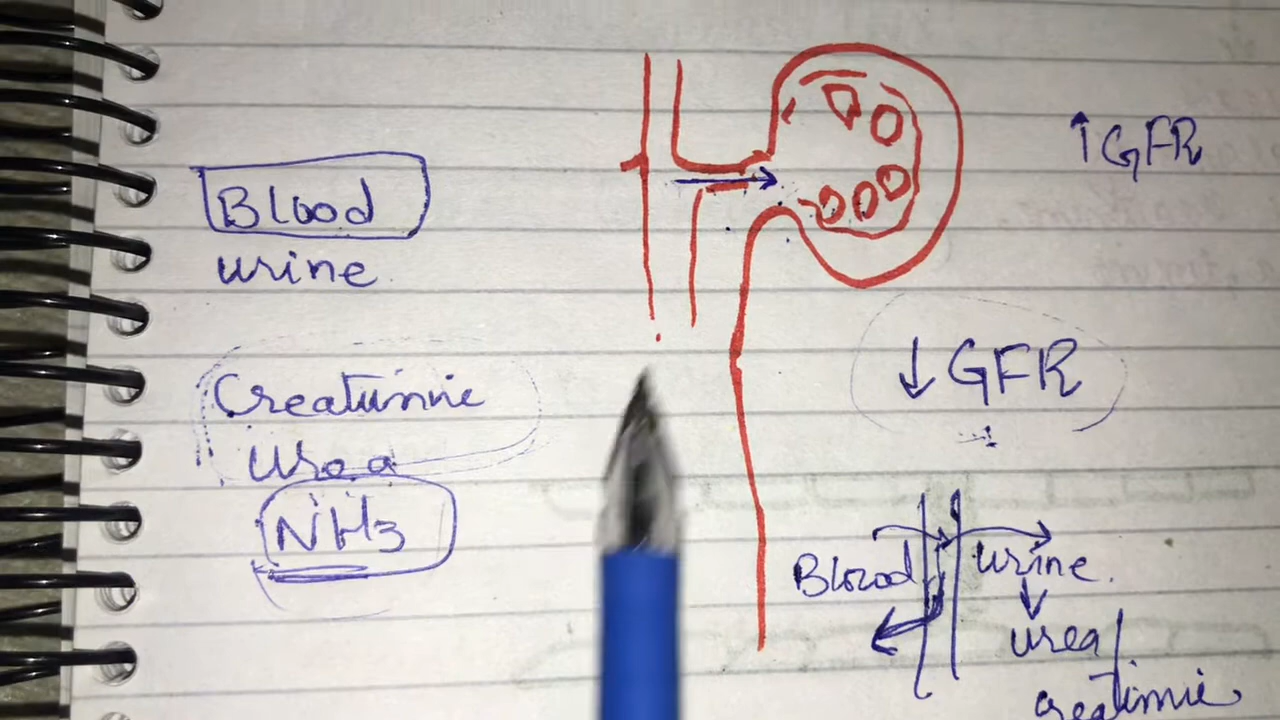 Blood
urine
Creatinine
Urea
NH3
↑GFR
↓GFR
Blood
urine.
urea/
creatinine